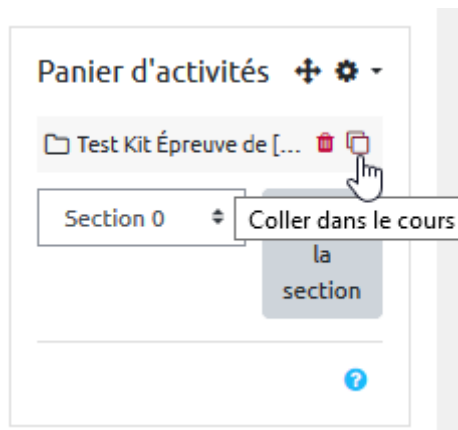 Panier d'activités
Test Kit Épreuve de [...
Section 0
Coller dans le cours
la
section
?